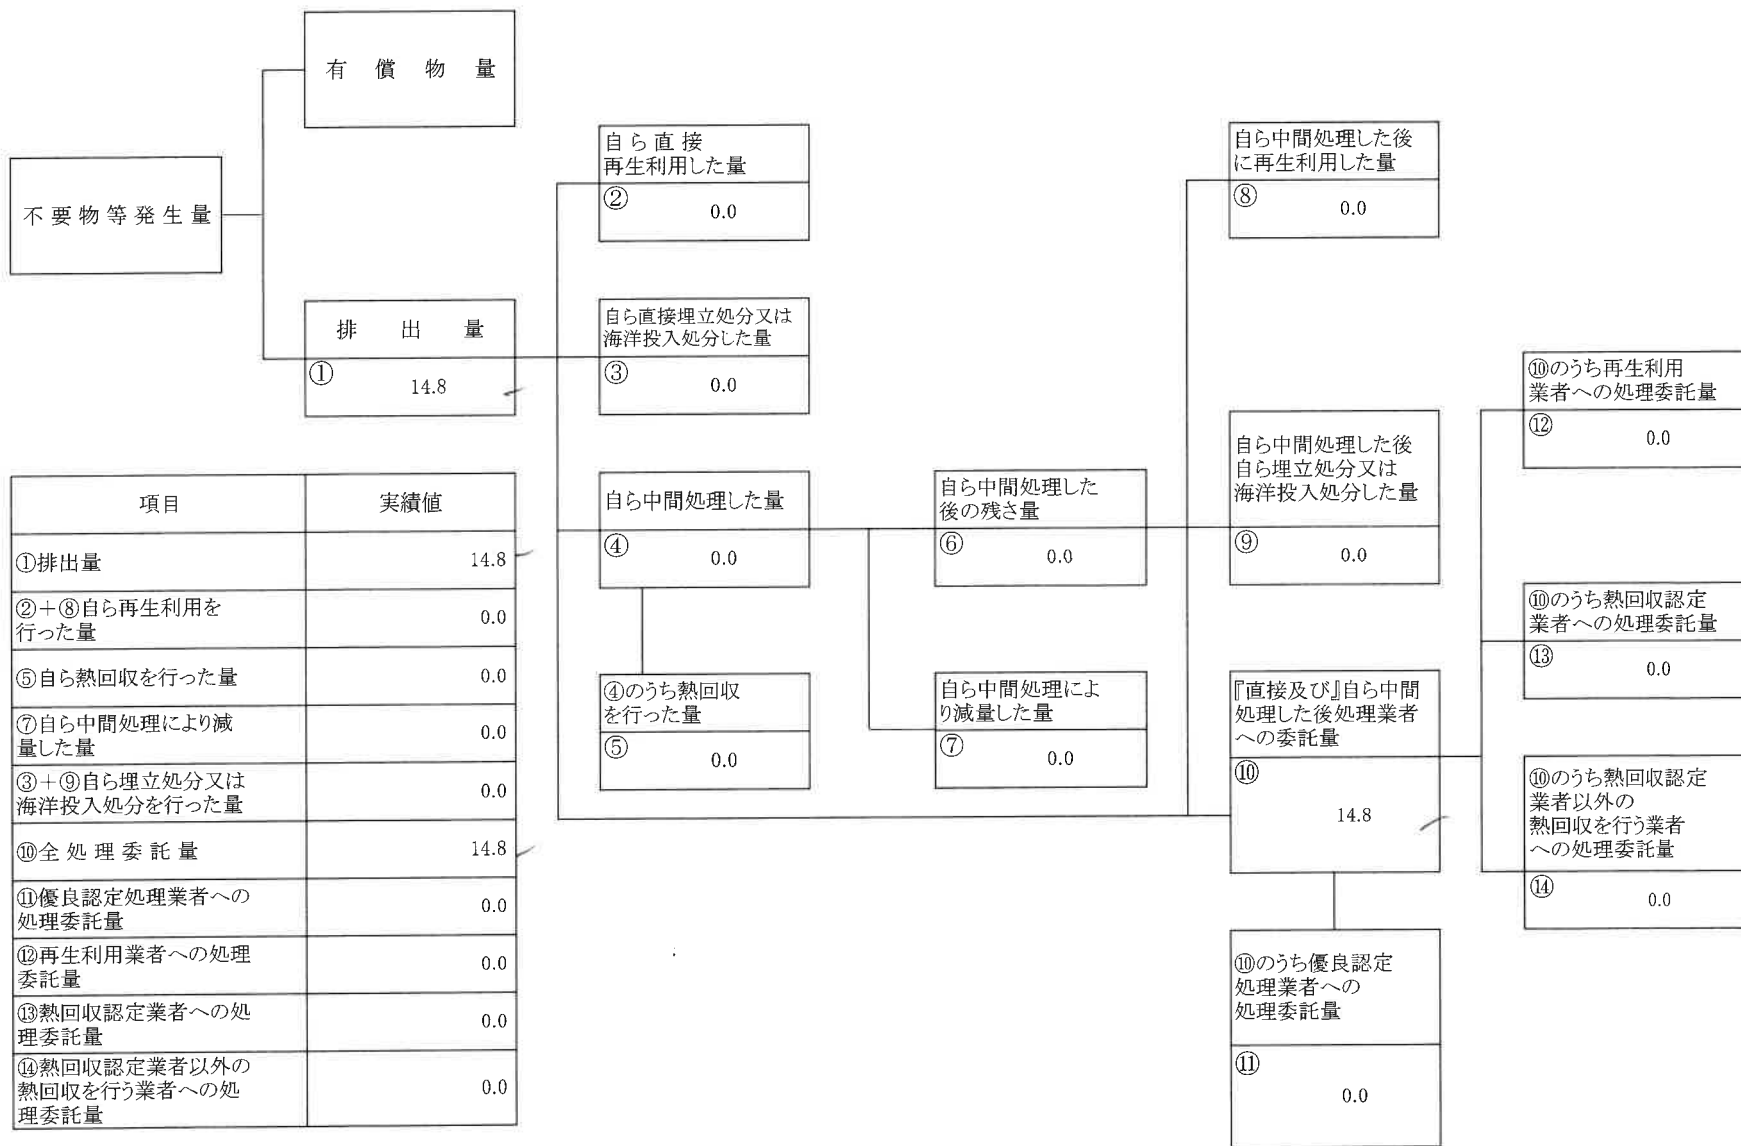 有償物量
不要物等発生量
排出量
①
14.8
自ら直接
再生利用した量
②
0.0
自ら直接埋立処分又は
海洋投入処分した量
③
0.0
自ら中間処理した量
④
0.0
④のうち熱回収
を行った量
⑤
0.0
自ら中間処理した
後の残さ量
⑥
0.0
自ら中間処理によ
り減量した量
⑦
0.0
自ら中間処理した後
に再生利用した量
⑧
0.0
自ら中間処理した後
自ら埋立処分又は
海洋投入処分した量
⑨
0.0
『直接及び』自ら中間
処理した後処理業者
への委託量
⑩
14.8
⑩のうち優良認定
処理業者への
処理委託量
⑪
0.0
⑩のうち再生利用
業者への処理委託量
⑫
0.0
⑩のうち熱回収認定
業者への処理委託量
⑬
0.0
⑩のうち熱回収認定
業者以外の
熱回収を行う業者
への処理委託量
⑭
0.0
項目 実績値
①排出量 14.8
②+⑧自ら再生利用を
行った量 0.0
⑤自ら熱回収を行った量 0.0
⑦自ら中間処理により減
量した量 0.0
③+⑨自ら埋立処分又は
海洋投入処分を行った量 0.0
⑩全処理委託量 14.8
⑪優良認定処理業者への
処理委託量 0.0
⑫再生利用業者への処理
委託量 0.0
⑬熱回収認定業者への処
理委託量 0.0
⑭熱回収認定業者以外の
熱回収を行う業者への処
理委託量 0.0